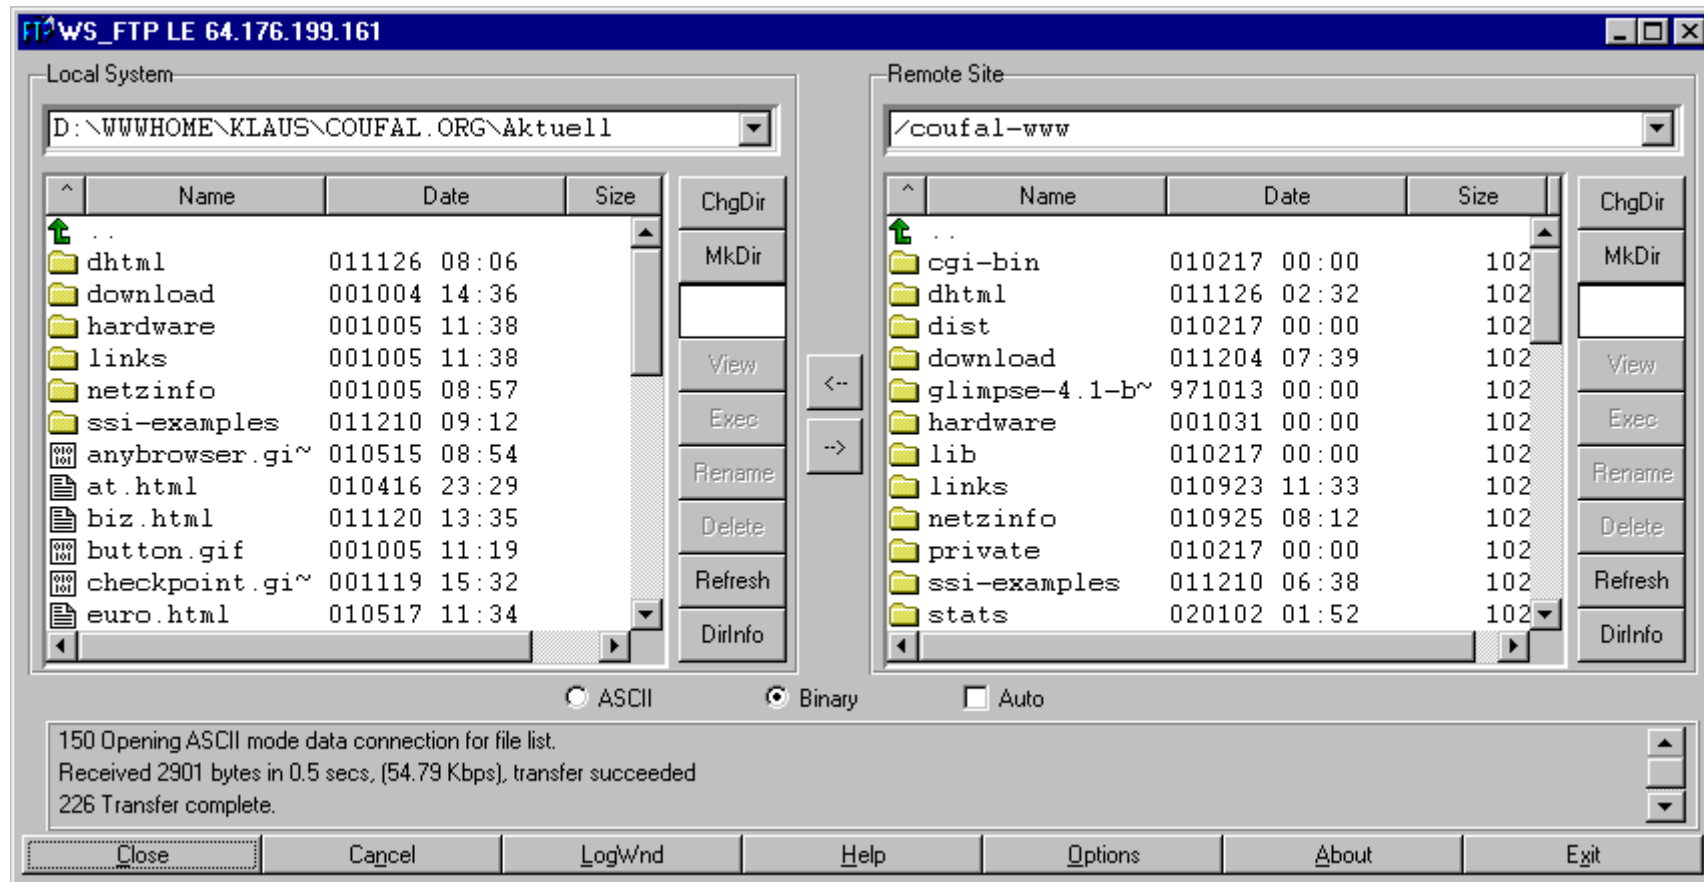 WS_FTP LE 64.176.199.161
Local System
D:\WWWHOME\KLAUS\COUFAL.ORG\Aktuell
^ Name Date Size
..
dhtml 011126 08:06
download 001004 14:36
hardware 001005 11:38
links 001005 11:38
netzinfo 001005 08:57
ssi-examples 011210 09:12
anybrowser.gi~ 010515 08:54
at.html 010416 23:29
biz.html 011120 13:35
button.gif 001005 11:19
checkpoint.gi~ 001119 15:32
euro.html 010517 11:34
ChgDir
MkDir
View
Exec
Rename
Delete
Refresh
DirInfo
<--
-->
Remote Site
/coufal-www
^ Name Date Size
..
cgi-bin 010217 00:00 102
dhtml 011126 02:32 102
dist 010217 00:00 102
download 011204 07:39 102
glimpse-4.1-b~ 971013 00:00 102
hardware 001031 00:00 102
lib 010217 00:00 102
links 010923 11:33 102
netzinfo 010925 08:12 102
private 010217 00:00 102
ssi-examples 011210 06:38 102
stats 020102 01:52 102
ChgDir
MkDir
View
Exec
Rename
Delete
Refresh
DirInfo
ASCII Binary Auto
150 Opening ASCII mode data connection for file list.
Received 2901 bytes in 0.5 secs, (54.79 Kbps), transfer succeeded
226 Transfer complete.
Close Cancel LogWnd Help Options About Exit